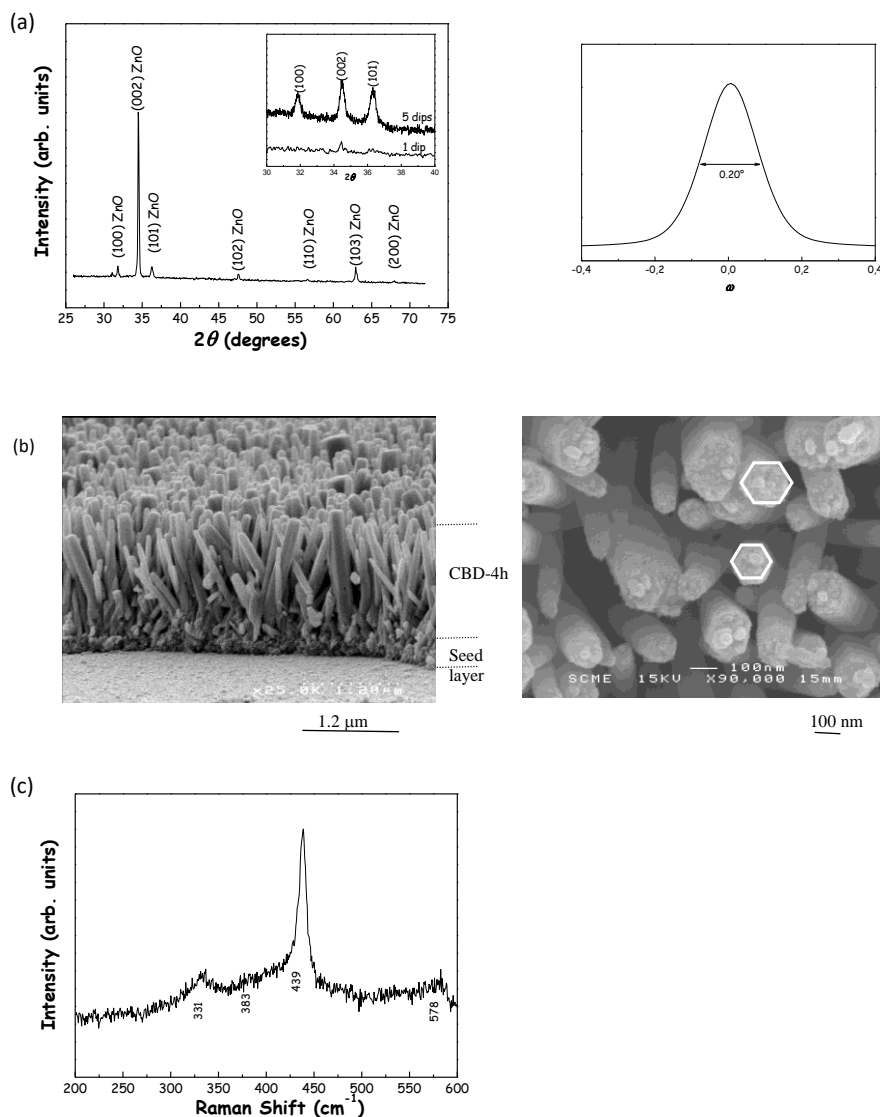 (a)
Intensity (arb. units)
(100) ZnO
(002) ZnO
(101) ZnO
(102) ZnO
(110) ZnO
(103) ZnO
(200) ZnO
25 30 35 40 45 50 55 60 65 70 75
2θ (degrees)
(100)
(002)
(101)
5 dips
1 dip
30 32 34 36 38 40
2θ
0,20°
-0,4 -0,2 0,0 0,2 0,4
ω
(b)
CBD-4h
Seed
layer
x25.0K 1.20μm
1.2 μm
100nm
SCME 15KV X90,000 15mm
100 nm
(c)
Intensity (arb. units)
331
383
439
578
200 250 300 350 400 450 500 550 600
Raman Shift (cm⁻¹)